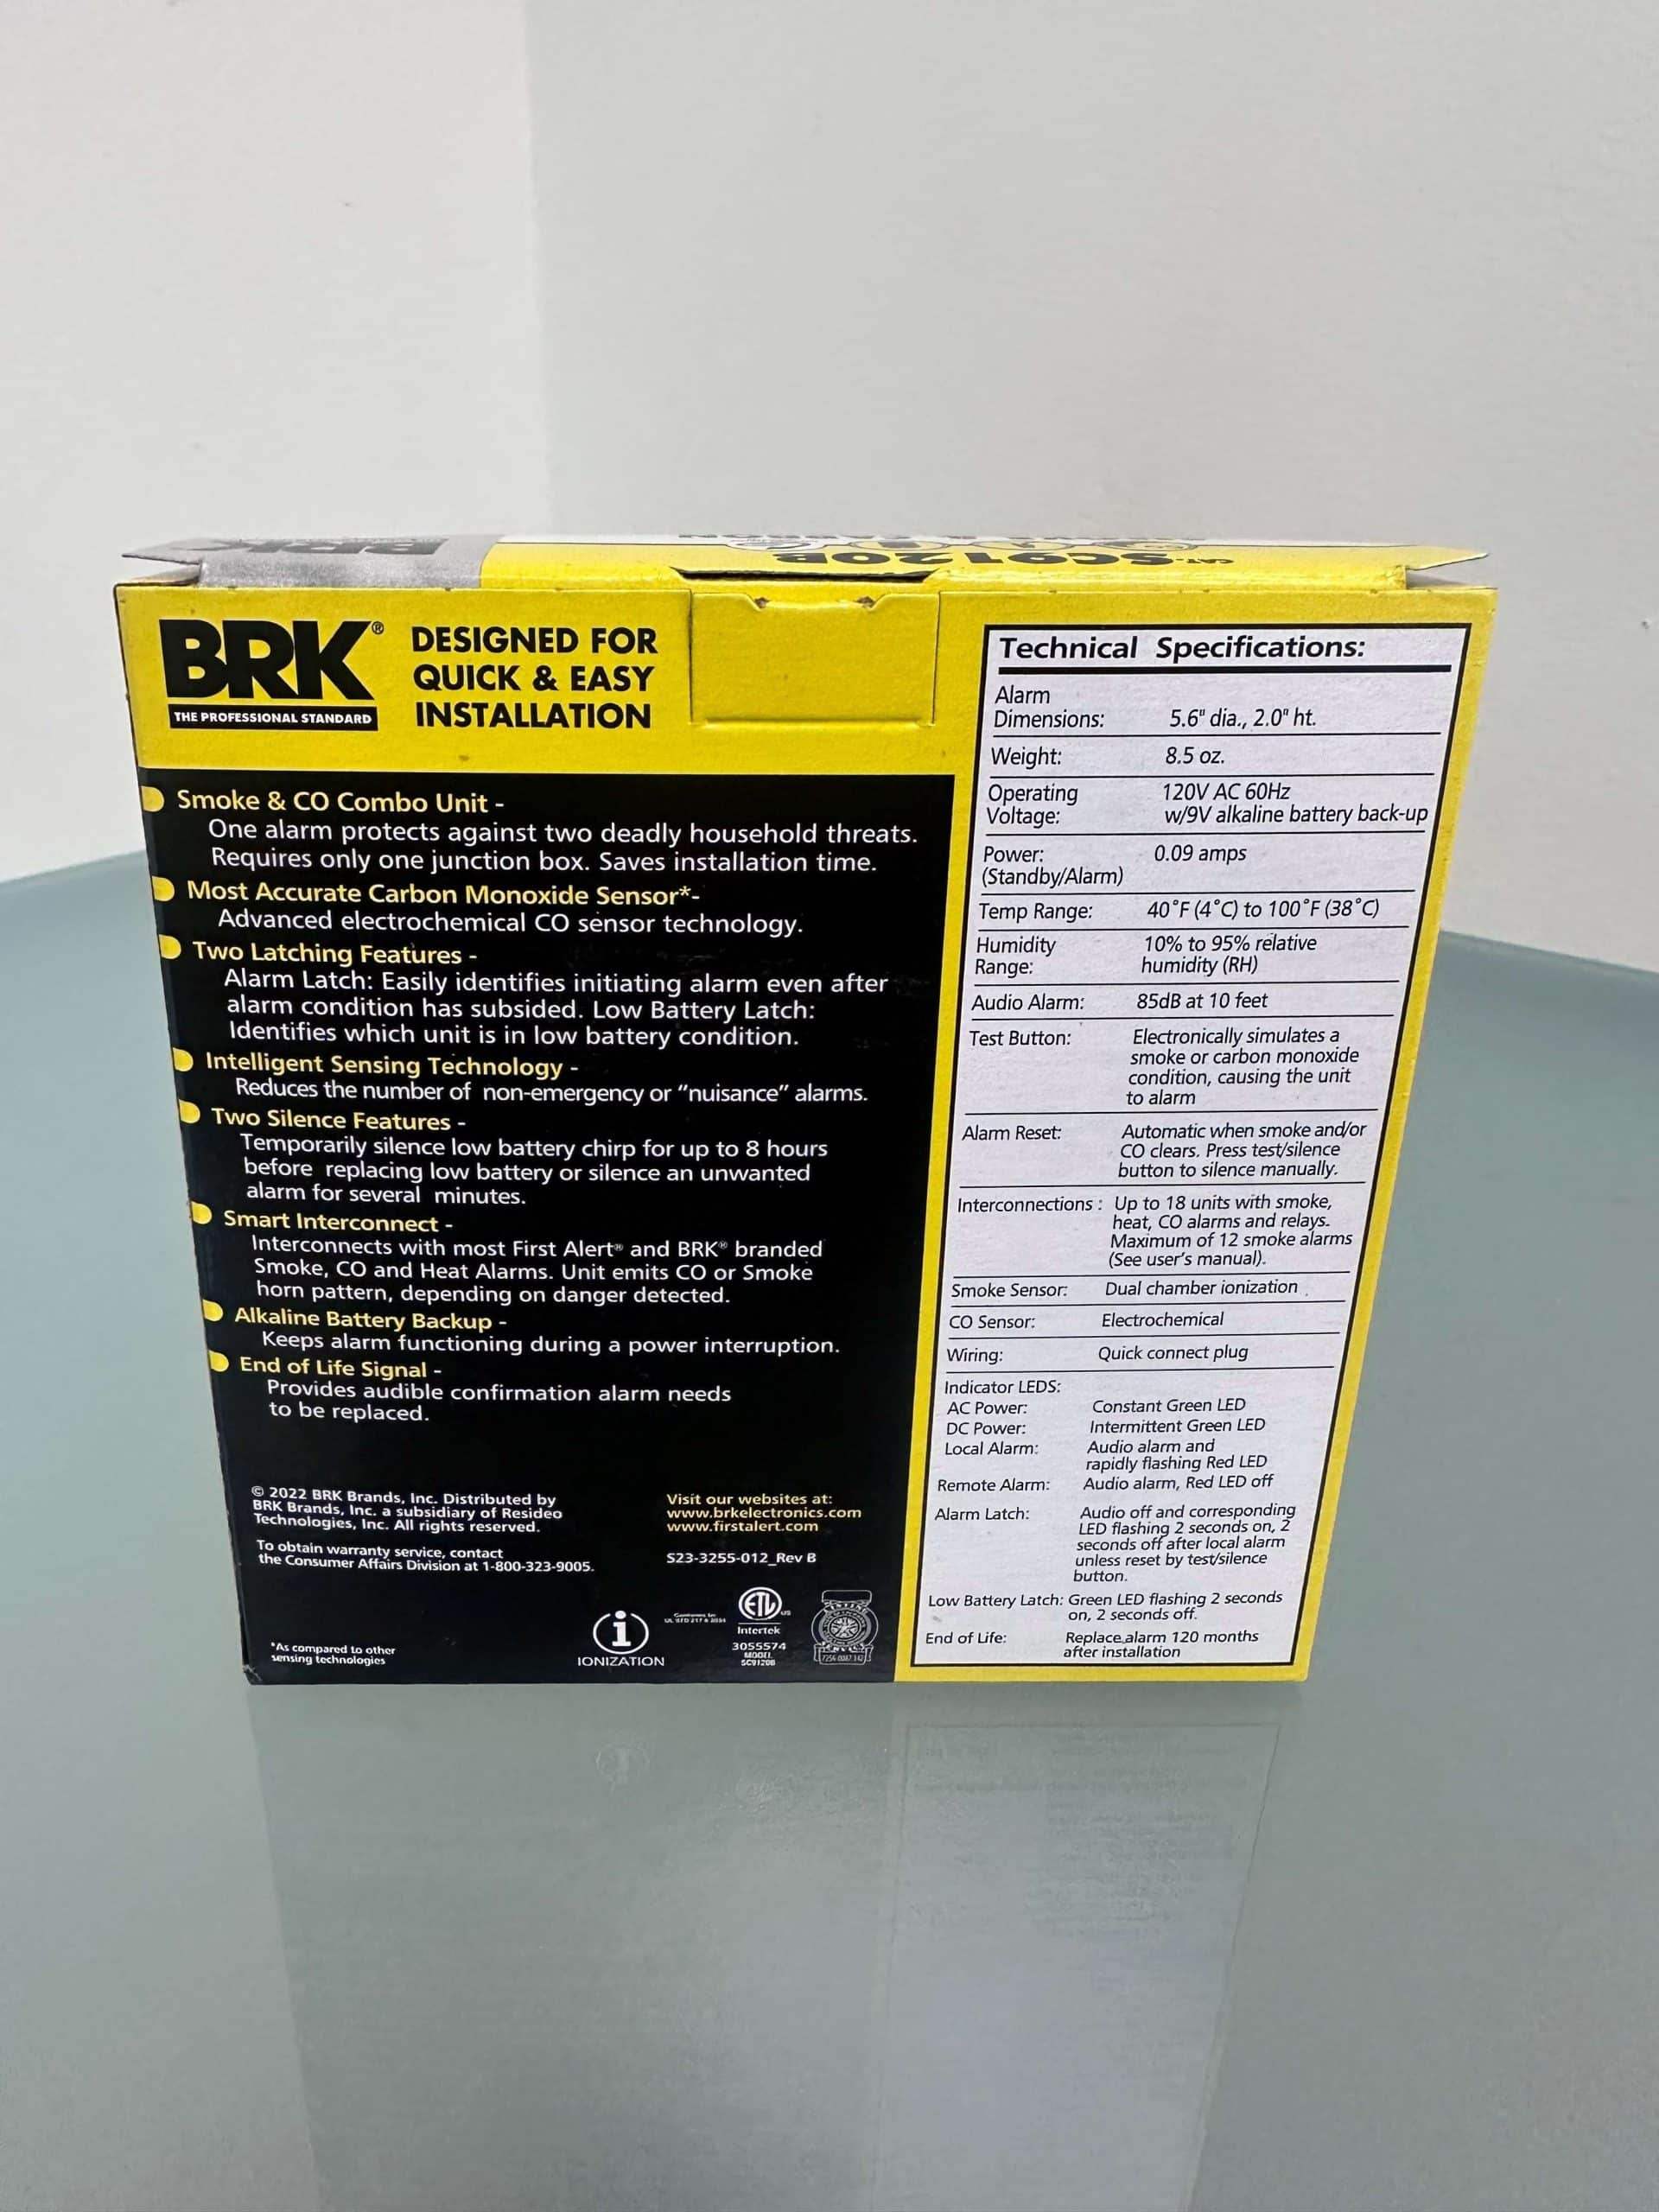 CAT. SC9120B
BRK®
THE PROFESSIONAL STANDARD
DESIGNED FOR
QUICK & EASY
INSTALLATION
Smoke & CO Combo Unit -
One alarm protects against two deadly household threats.
Requires only one junction box. Saves installation time.
Most Accurate Carbon Monoxide Sensor*-
Advanced electrochemical CO sensor technology.
Two Latching Features -
Alarm Latch: Easily identifies initiating alarm even after
alarm condition has subsided. Low Battery Latch:
Identifies which unit is in low battery condition.
Intelligent Sensing Technology -
Reduces the number of non-emergency or “nuisance” alarms.
Two Silence Features -
Temporarily silence low battery chirp for up to 8 hours
before replacing low battery or silence an unwanted
alarm for several minutes.
Smart Interconnect -
Interconnects with most First Alert® and BRK® branded
Smoke, CO and Heat Alarms. Unit emits CO or Smoke
horn pattern, depending on danger detected.
Alkaline Battery Backup -
Keeps alarm functioning during a power interruption.
End of Life Signal -
Provides audible confirmation alarm needs
to be replaced.
© 2022 BRK Brands, Inc. Distributed by
BRK Brands, Inc. a subsidiary of Resideo
Technologies, Inc. All rights reserved.
To obtain warranty service, contact
the Consumer Affairs Division at 1-800-323-9005.
*As compared to other
sensing technologies
Visit our websites at:
www.brkelectronics.com
www.firstalert.com
S23-3255-012_Rev B
i
IONIZATION
Conforms to:
UL STD 217 & 2034
ETL
US
Intertek
3055574
MODEL
SC9120B
Technical Specifications:
Alarm
Dimensions: 5.6" dia., 2.0" ht.
Weight: 8.5 oz.
Operating 120V AC 60Hz
Voltage: w/9V alkaline battery back-up
Power: 0.09 amps
(Standby/Alarm)
Temp Range: 40°F (4°C) to 100°F (38°C)
Humidity 10% to 95% relative
Range: humidity (RH)
Audio Alarm: 85dB at 10 feet
Test Button: Electronically simulates a
smoke or carbon monoxide
condition, causing the unit
to alarm
Alarm Reset: Automatic when smoke and/or
CO clears. Press test/silence
button to silence manually.
Interconnections : Up to 18 units with smoke,
heat, CO alarms and relays.
Maximum of 12 smoke alarms
(See user's manual).
Smoke Sensor: Dual chamber ionization
CO Sensor: Electrochemical
Wiring: Quick connect plug
Indicator LEDS:
AC Power: Constant Green LED
DC Power: Intermittent Green LED
Local Alarm: Audio alarm and
rapidly flashing Red LED
Remote Alarm: Audio alarm, Red LED off
Alarm Latch: Audio off and corresponding
LED flashing 2 seconds on, 2
seconds off after local alarm
unless reset by test/silence
button.
Low Battery Latch: Green LED flashing 2 seconds
on, 2 seconds off.
End of Life: Replace alarm 120 months
after installation